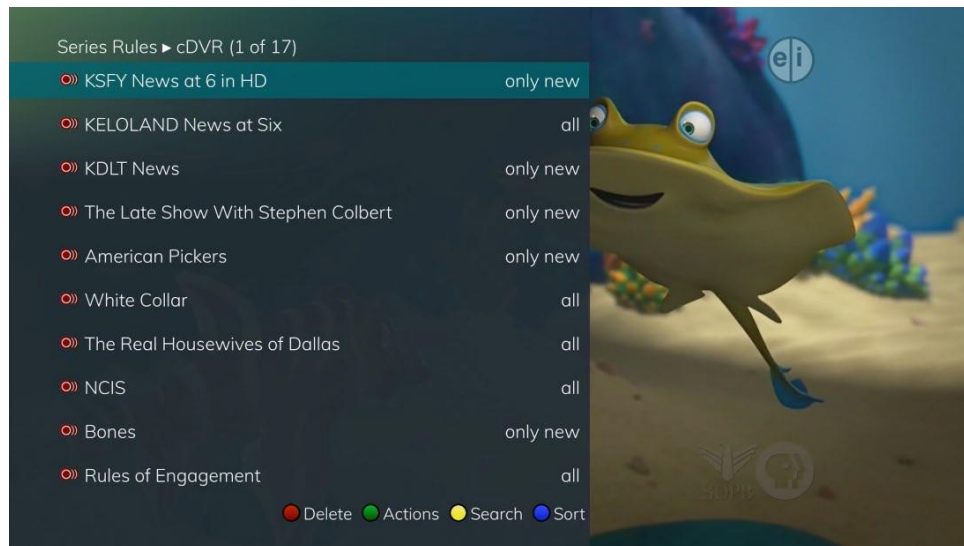 Series Rules ▸ cDVR (1 of 17)
KSFY News at 6 in HD only new
KELOLAND News at Six all
KDLT News only new
The Late Show With Stephen Colbert only new
American Pickers only new
White Collar all
The Real Housewives of Dallas all
NCIS all
Bones only new
Rules of Engagement all
Delete Actions Search Sort
e|i
SDPB